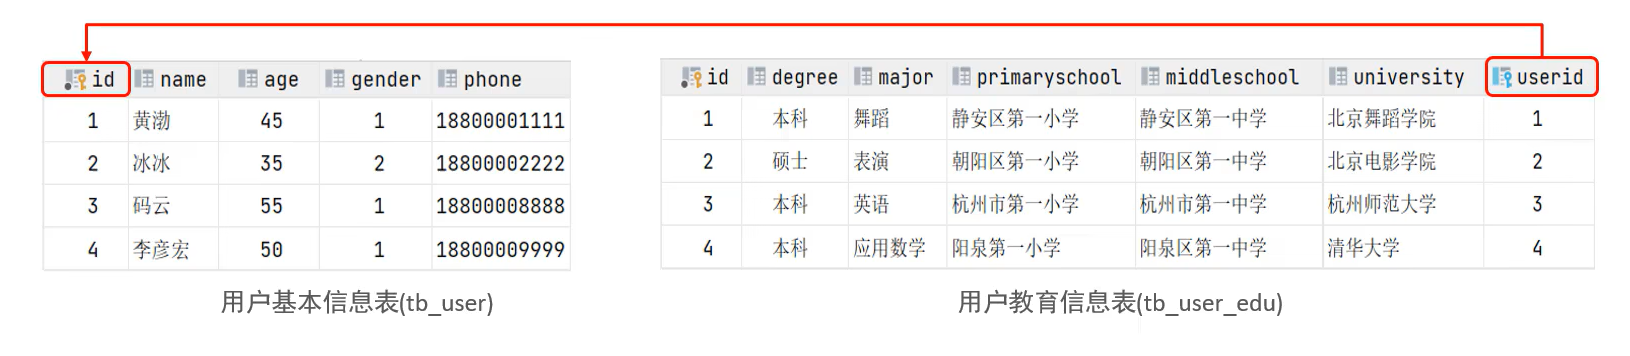 id name age gender phone
1 黄渤 45 1 18800001111
2 冰冰 35 2 18800002222
3 码云 55 1 18800008888
4 李彦宏 50 1 18800009999
用户基本信息表(tb_user)
id degree major primaryschool middleschool university userid
1 本科 舞蹈 静安区第一小学 静安区第一中学 北京舞蹈学院 1
2 硕士 表演 朝阳区第一小学 朝阳区第一中学 北京电影学院 2
3 本科 英语 杭州市第一小学 杭州市第一中学 杭州师范大学 3
4 本科 应用数学 阳泉第一小学 阳泉区第一中学 清华大学 4
用户教育信息表(tb_user_edu)